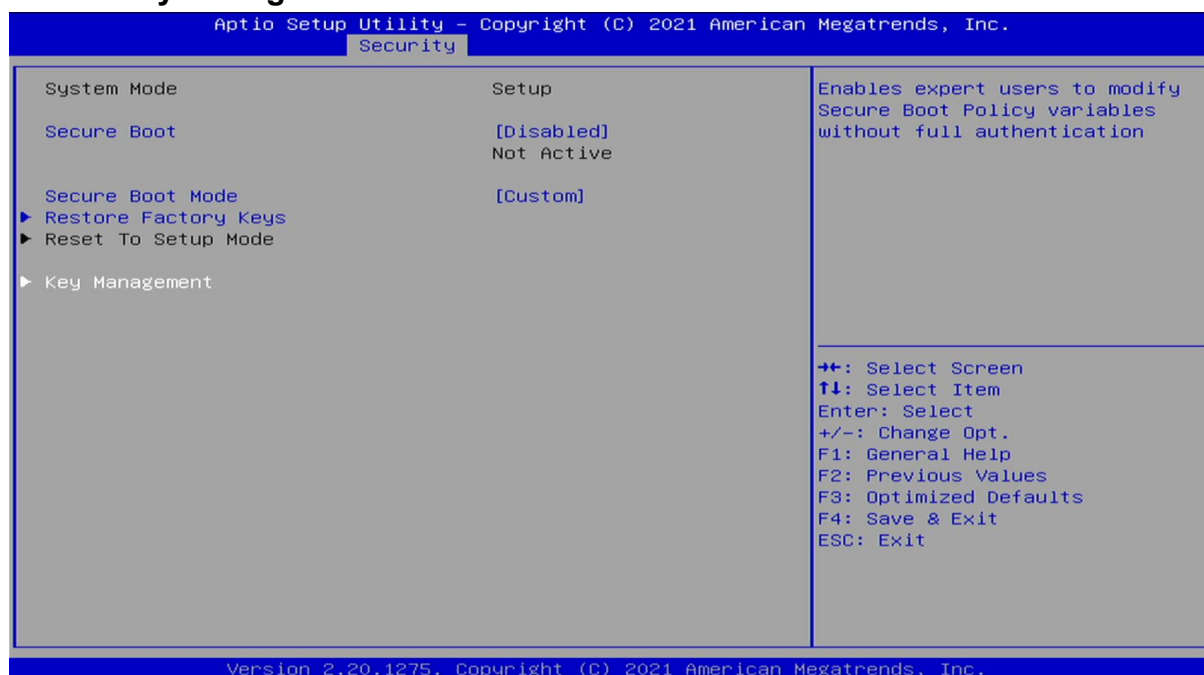 Aptio Setup Utility – Copyright (C) 2021 American Megatrends, Inc.
Security
System Mode Setup
Secure Boot [Disabled]
Not Active
Secure Boot Mode [Custom]
▶ Restore Factory Keys
▶ Reset To Setup Mode
▶ Key Management
Enables expert users to modify
Secure Boot Policy variables
without full authentication
→←: Select Screen
↑↓: Select Item
Enter: Select
+/-: Change Opt.
F1: General Help
F2: Previous Values
F3: Optimized Defaults
F4: Save & Exit
ESC: Exit
Version 2.20.1275. Copyright (C) 2021 American Megatrends, Inc.